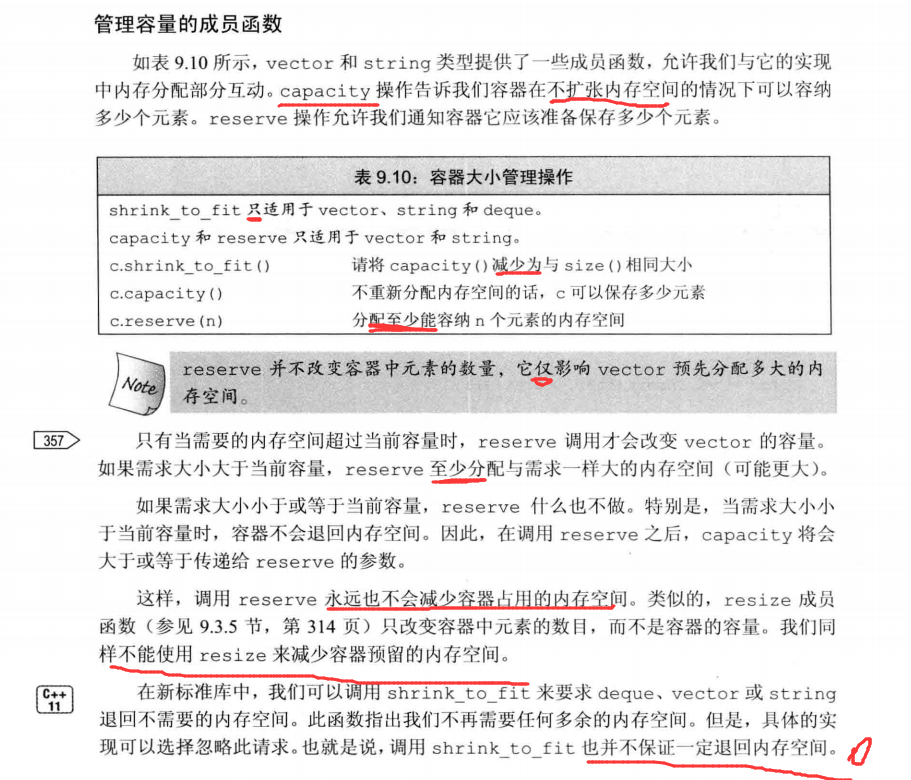 管理容量的成员函数
如表 9.10 所示，vector 和 string 类型提供了一些成员函数，允许我们与它的实现
中内存分配部分互动。capacity 操作告诉我们容器在不扩张内存空间的情况下可以容纳
多少个元素。reserve 操作允许我们通知容器它应该准备保存多少个元素。
表 9.10：容器大小管理操作
shrink_to_fit 只适用于 vector、string 和 deque。
capacity 和 reserve 只适用于 vector 和 string。
c.shrink_to_fit() 请将 capacity()减少为与 size()相同大小
c.capacity() 不重新分配内存空间的话，c 可以保存多少元素
c.reserve(n) 分配至少能容纳 n 个元素的内存空间
Note
reserve 并不改变容器中元素的数量，它仅影响 vector 预先分配多大的内
存空间。
357
只有当需要的内存空间超过当前容量时，reserve 调用才会改变 vector 的容量。
如果需求大小大于当前容量，reserve 至少分配与需求一样大的内存空间（可能更大）。
如果需求大小小于或等于当前容量，reserve 什么也不做。特别是，当需求大小小
于当前容量时，容器不会退回内存空间。因此，在调用 reserve 之后，capacity 将会
大于或等于传递给 reserve 的参数。
这样，调用 reserve 永远也不会减少容器占用的内存空间。类似的，resize 成员
函数（参见 9.3.5 节，第 314 页）只改变容器中元素的数目，而不是容器的容量。我们同
样不能使用 resize 来减少容器预留的内存空间。
C++
11
在新标准库中，我们可以调用 shrink_to_fit 来要求 deque、vector 或 string
退回不需要的内存空间。此函数指出我们不再需要任何多余的内存空间。但是，具体的实
现可以选择忽略此请求。也就是说，调用 shrink_to_fit 也并不保证一定退回内存空间。